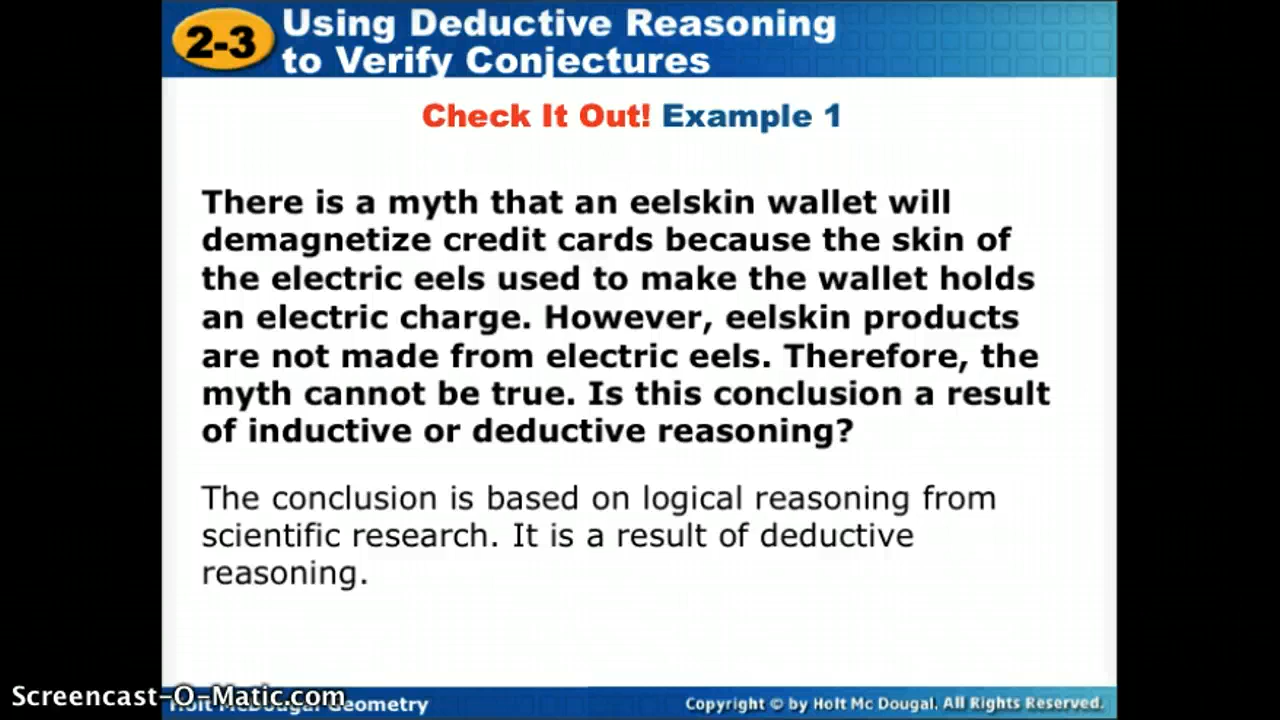 2-3 Using Deductive Reasoning
to Verify Conjectures
Check It Out! Example 1
There is a myth that an eelskin wallet will
demagnetize credit cards because the skin of
the electric eels used to make the wallet holds
an electric charge. However, eelskin products
are not made from electric eels. Therefore, the
myth cannot be true. Is this conclusion a result
of inductive or deductive reasoning?
The conclusion is based on logical reasoning from
scientific research. It is a result of deductive
reasoning.
Screencast-O-Matic.com
Holt McDougal Geometry
Copyright © by Holt Mc Dougal. All Rights Reserved.